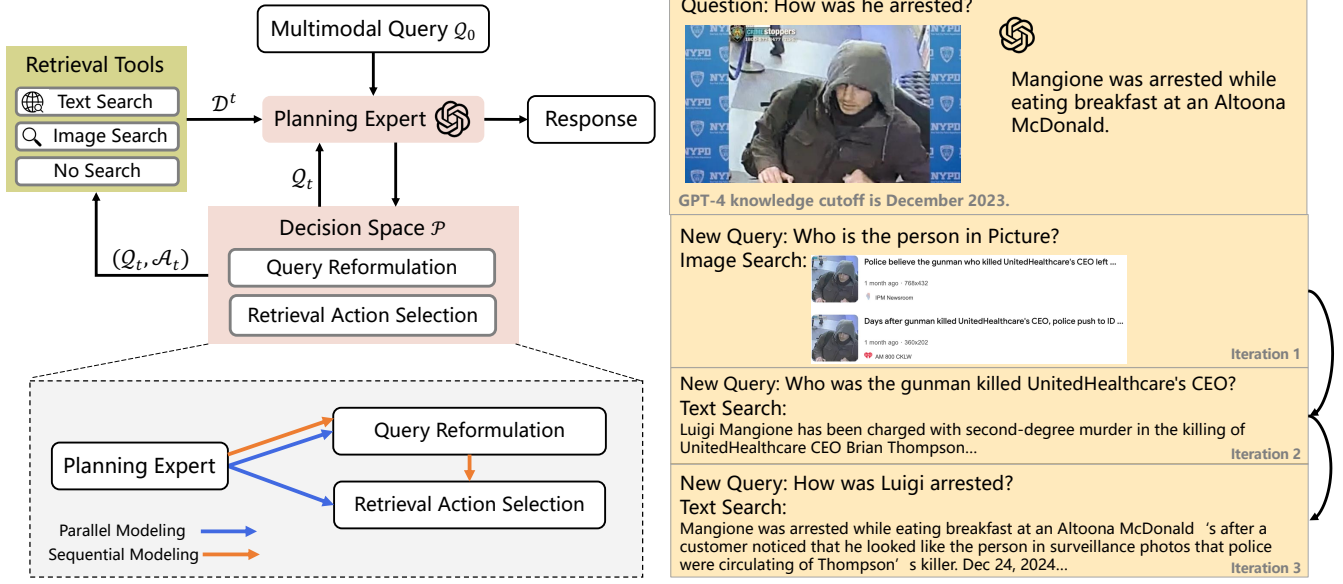 Multimodal Query 𝒬₀
Retrieval Tools
Text Search
Image Search
No Search
𝒟ᵗ
Planning Expert
Response
𝒬ₜ
(𝒬ₜ, 𝒜ₜ)
Decision Space 𝒫
Query Reformulation
Retrieval Action Selection
Planning Expert
Query Reformulation
Retrieval Action Selection
Parallel Modeling
Sequential Modeling
Question: How was he arrested?
Mangione was arrested while
eating breakfast at an Altoona
McDonald.
GPT-4 knowledge cutoff is December 2023.
New Query: Who is the person in Picture?
Image Search:
Police believe the gunman who killed UnitedHealthcare's CEO left ...
1 month ago · 768x432
IPM Newsroom
Days after gunman killed UnitedHealthcare's CEO, police push to ID ...
1 month ago · 360x202
AM 800 CKLW
Iteration 1
New Query: Who was the gunman killed UnitedHealthcare's CEO?
Text Search:
Luigi Mangione has been charged with second-degree murder in the killing of
UnitedHealthcare CEO Brian Thompson...
Iteration 2
New Query: How was Luigi arrested?
Text Search:
Mangione was arrested while eating breakfast at an Altoona McDonald ‘s after a
customer noticed that he looked like the person in surveillance photos that police
were circulating of Thompson’ s killer. Dec 24, 2024...
Iteration 3